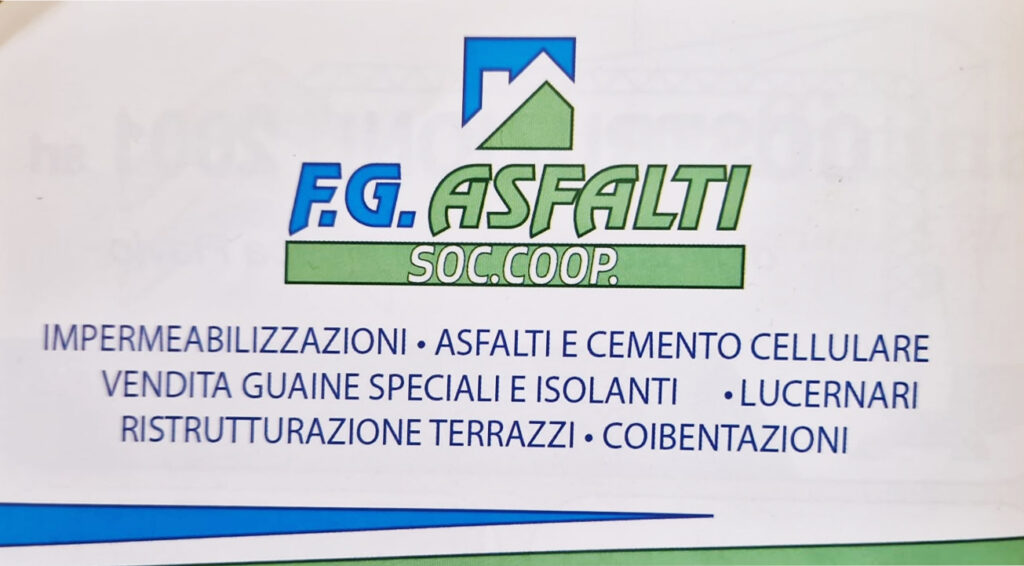 F.G. ASFALTI
SOC.COOP.
IMPERMEABILIZZAZIONI • ASFALTI E CEMENTO CELLULARE
VENDITA GUAINE SPECIALI E ISOLANTI • LUCERNARI
RISTRUTTURAZIONE TERRAZZI • COIBENTAZIONI